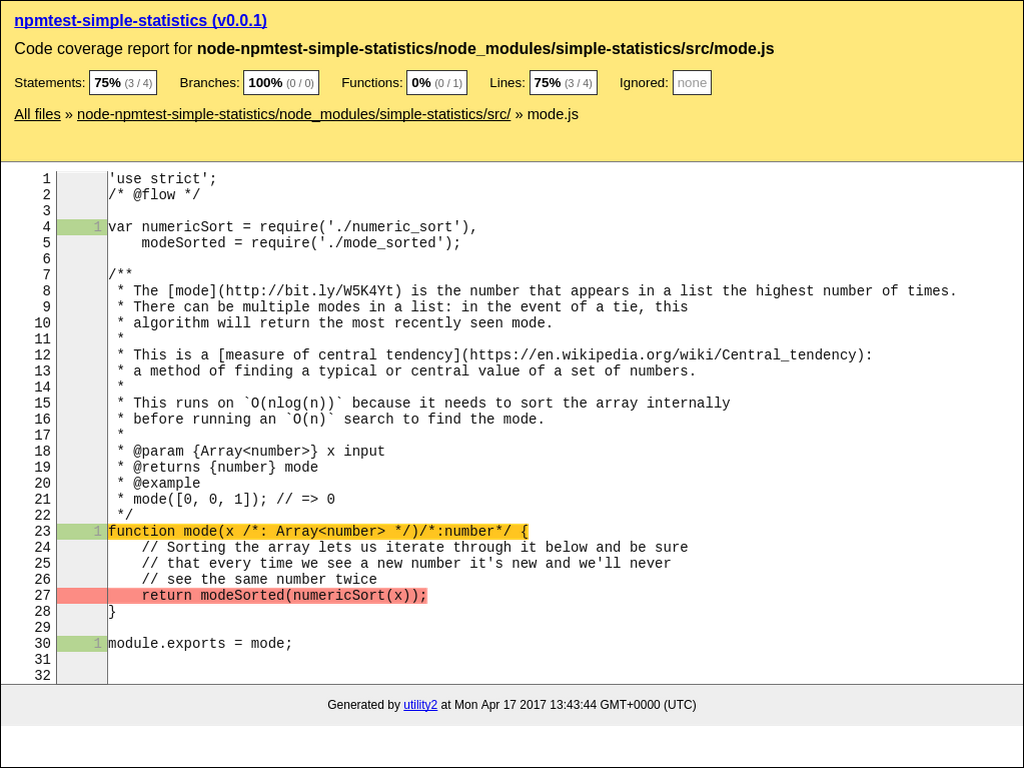 npmtest-simple-statistics (v0.0.1)
Code coverage report for node-npmtest-simple-statistics/node_modules/simple-statistics/src/mode.js
Statements: 75% (3 / 4) Branches: 100% (0 / 0) Functions: 0% (0 / 1) Lines: 75% (3 / 4) Ignored: none
All files » node-npmtest-simple-statistics/node_modules/simple-statistics/src/ » mode.js
1 'use strict';
2 /* @flow */
3
4 1 var numericSort = require('./numeric_sort'),
5 modeSorted = require('./mode_sorted');
6
7 /**
8 * The [mode](http://bit.ly/W5K4Yt) is the number that appears in a list the highest number of times.
9 * There can be multiple modes in a list: in the event of a tie, this
10 * algorithm will return the most recently seen mode.
11 *
12 * This is a [measure of central tendency](https://en.wikipedia.org/wiki/Central_tendency):
13 * a method of finding a typical or central value of a set of numbers.
14 *
15 * This runs on `O(nlog(n))` because it needs to sort the array internally
16 * before running an `O(n)` search to find the mode.
17 *
18 * @param {Array<number>} x input
19 * @returns {number} mode
20 * @example
21 * mode([0, 0, 1]); // => 0
22 */
23 1 function mode(x /*: Array<number> */)/*:number*/ {
24 // Sorting the array lets us iterate through it below and be sure
25 // that every time we see a new number it's new and we'll never
26 // see the same number twice
27 return modeSorted(numericSort(x));
28 }
29
30 1 module.exports = mode;
31
32
Generated by utility2 at Mon Apr 17 2017 13:43:44 GMT+0000 (UTC)